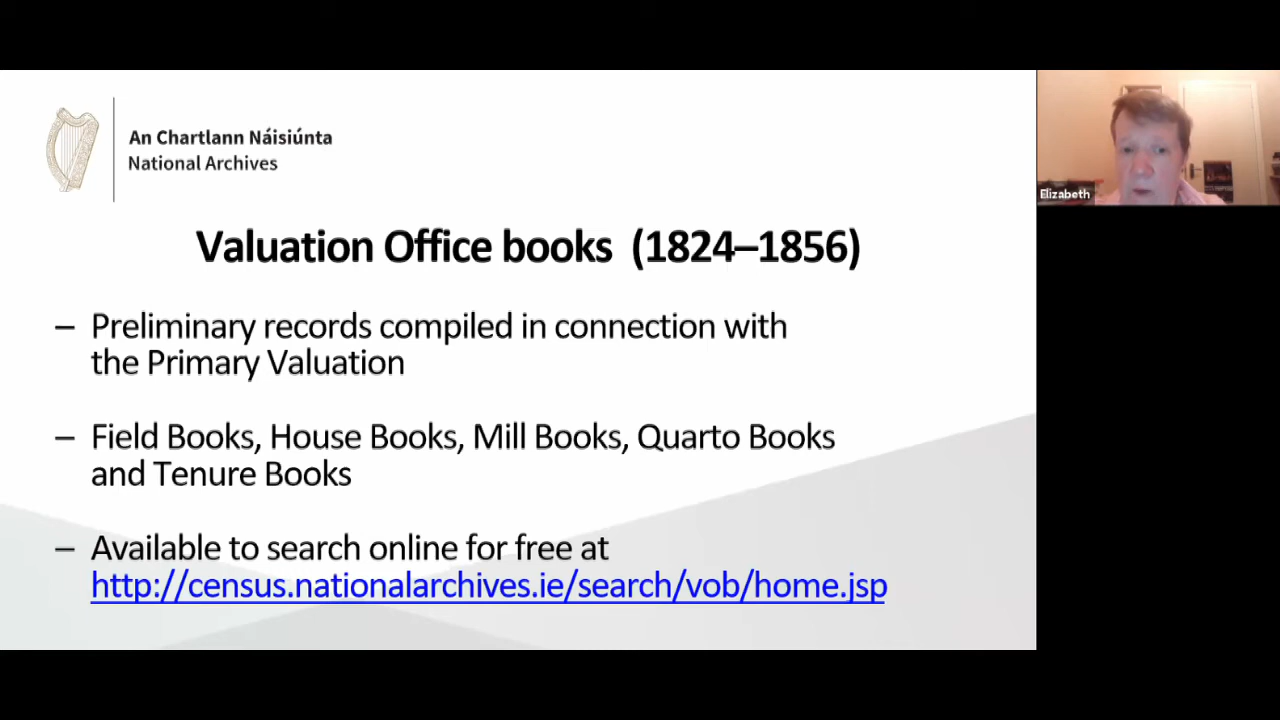 An Chartlann Náisiúnta
National Archives
Valuation Office books (1824–1856)
– Preliminary records compiled in connection with
the Primary Valuation
– Field Books, House Books, Mill Books, Quarto Books
and Tenure Books
– Available to search online for free at
http://census.nationalarchives.ie/search/vob/home.jsp
Elizabeth